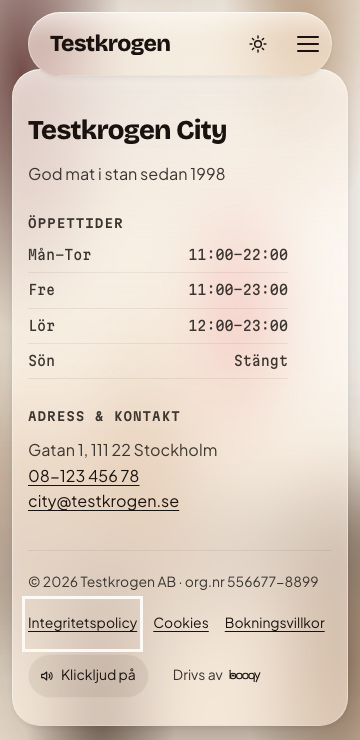 Testkrogen
Testkrogen City
God mat i stan sedan 1998
ÖPPETTIDER
Mån–Tor 11:00–22:00
Fre 11:00–23:00
Lör 12:00–23:00
Sön Stängt
ADRESS & KONTAKT
Gatan 1, 111 22 Stockholm
08-123 456 78
city@testkrogen.se
© 2026 Testkrogen AB · org.nr 556677-8899
Integritetspolicy Cookies Bokningsvillkor
Klickljud på Drivs av booqy